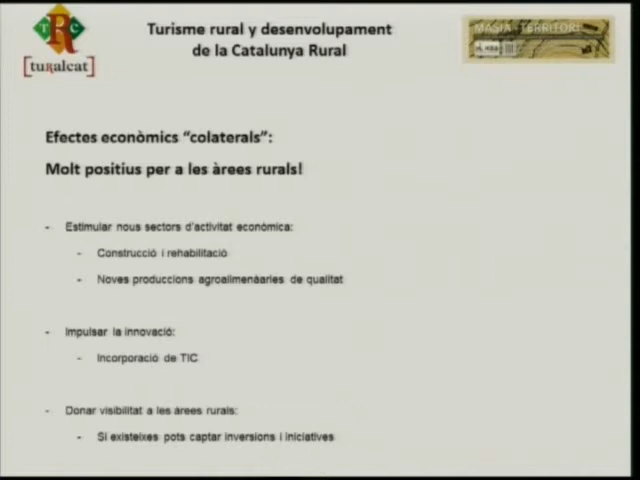 T R C
[turalcat]
Turisme rural y desenvolupament
de la Catalunya Rural
MASIA TERRITORI
Efectes econòmics “colaterals”:
Molt positius per a les àrees rurals!
- Estimular nous sectors d’activitat econòmica:
- Construcció i rehabilitació
- Noves produccions agroalimenàaries de qualitat
- Impulsar la innovació:
- Incorporació de TIC
- Donar visibilitat a les àrees rurals:
- Si existeixes pots captar inversions i iniciatives